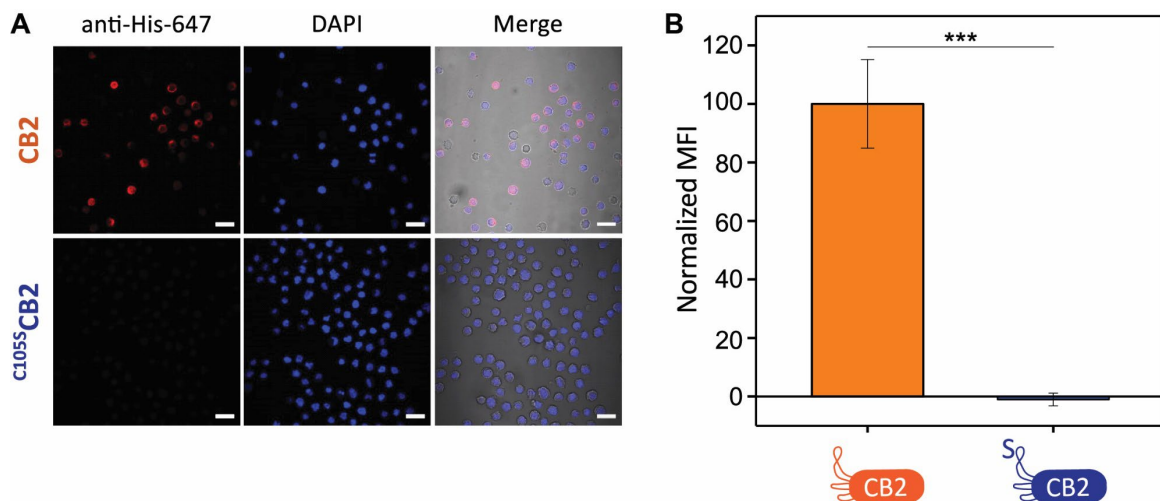 A
anti-His-647 DAPI Merge
CB2
C105SCB2
B
***
120
100
80
60
40
20
0
Normalized MFI
CB2
S
CB2